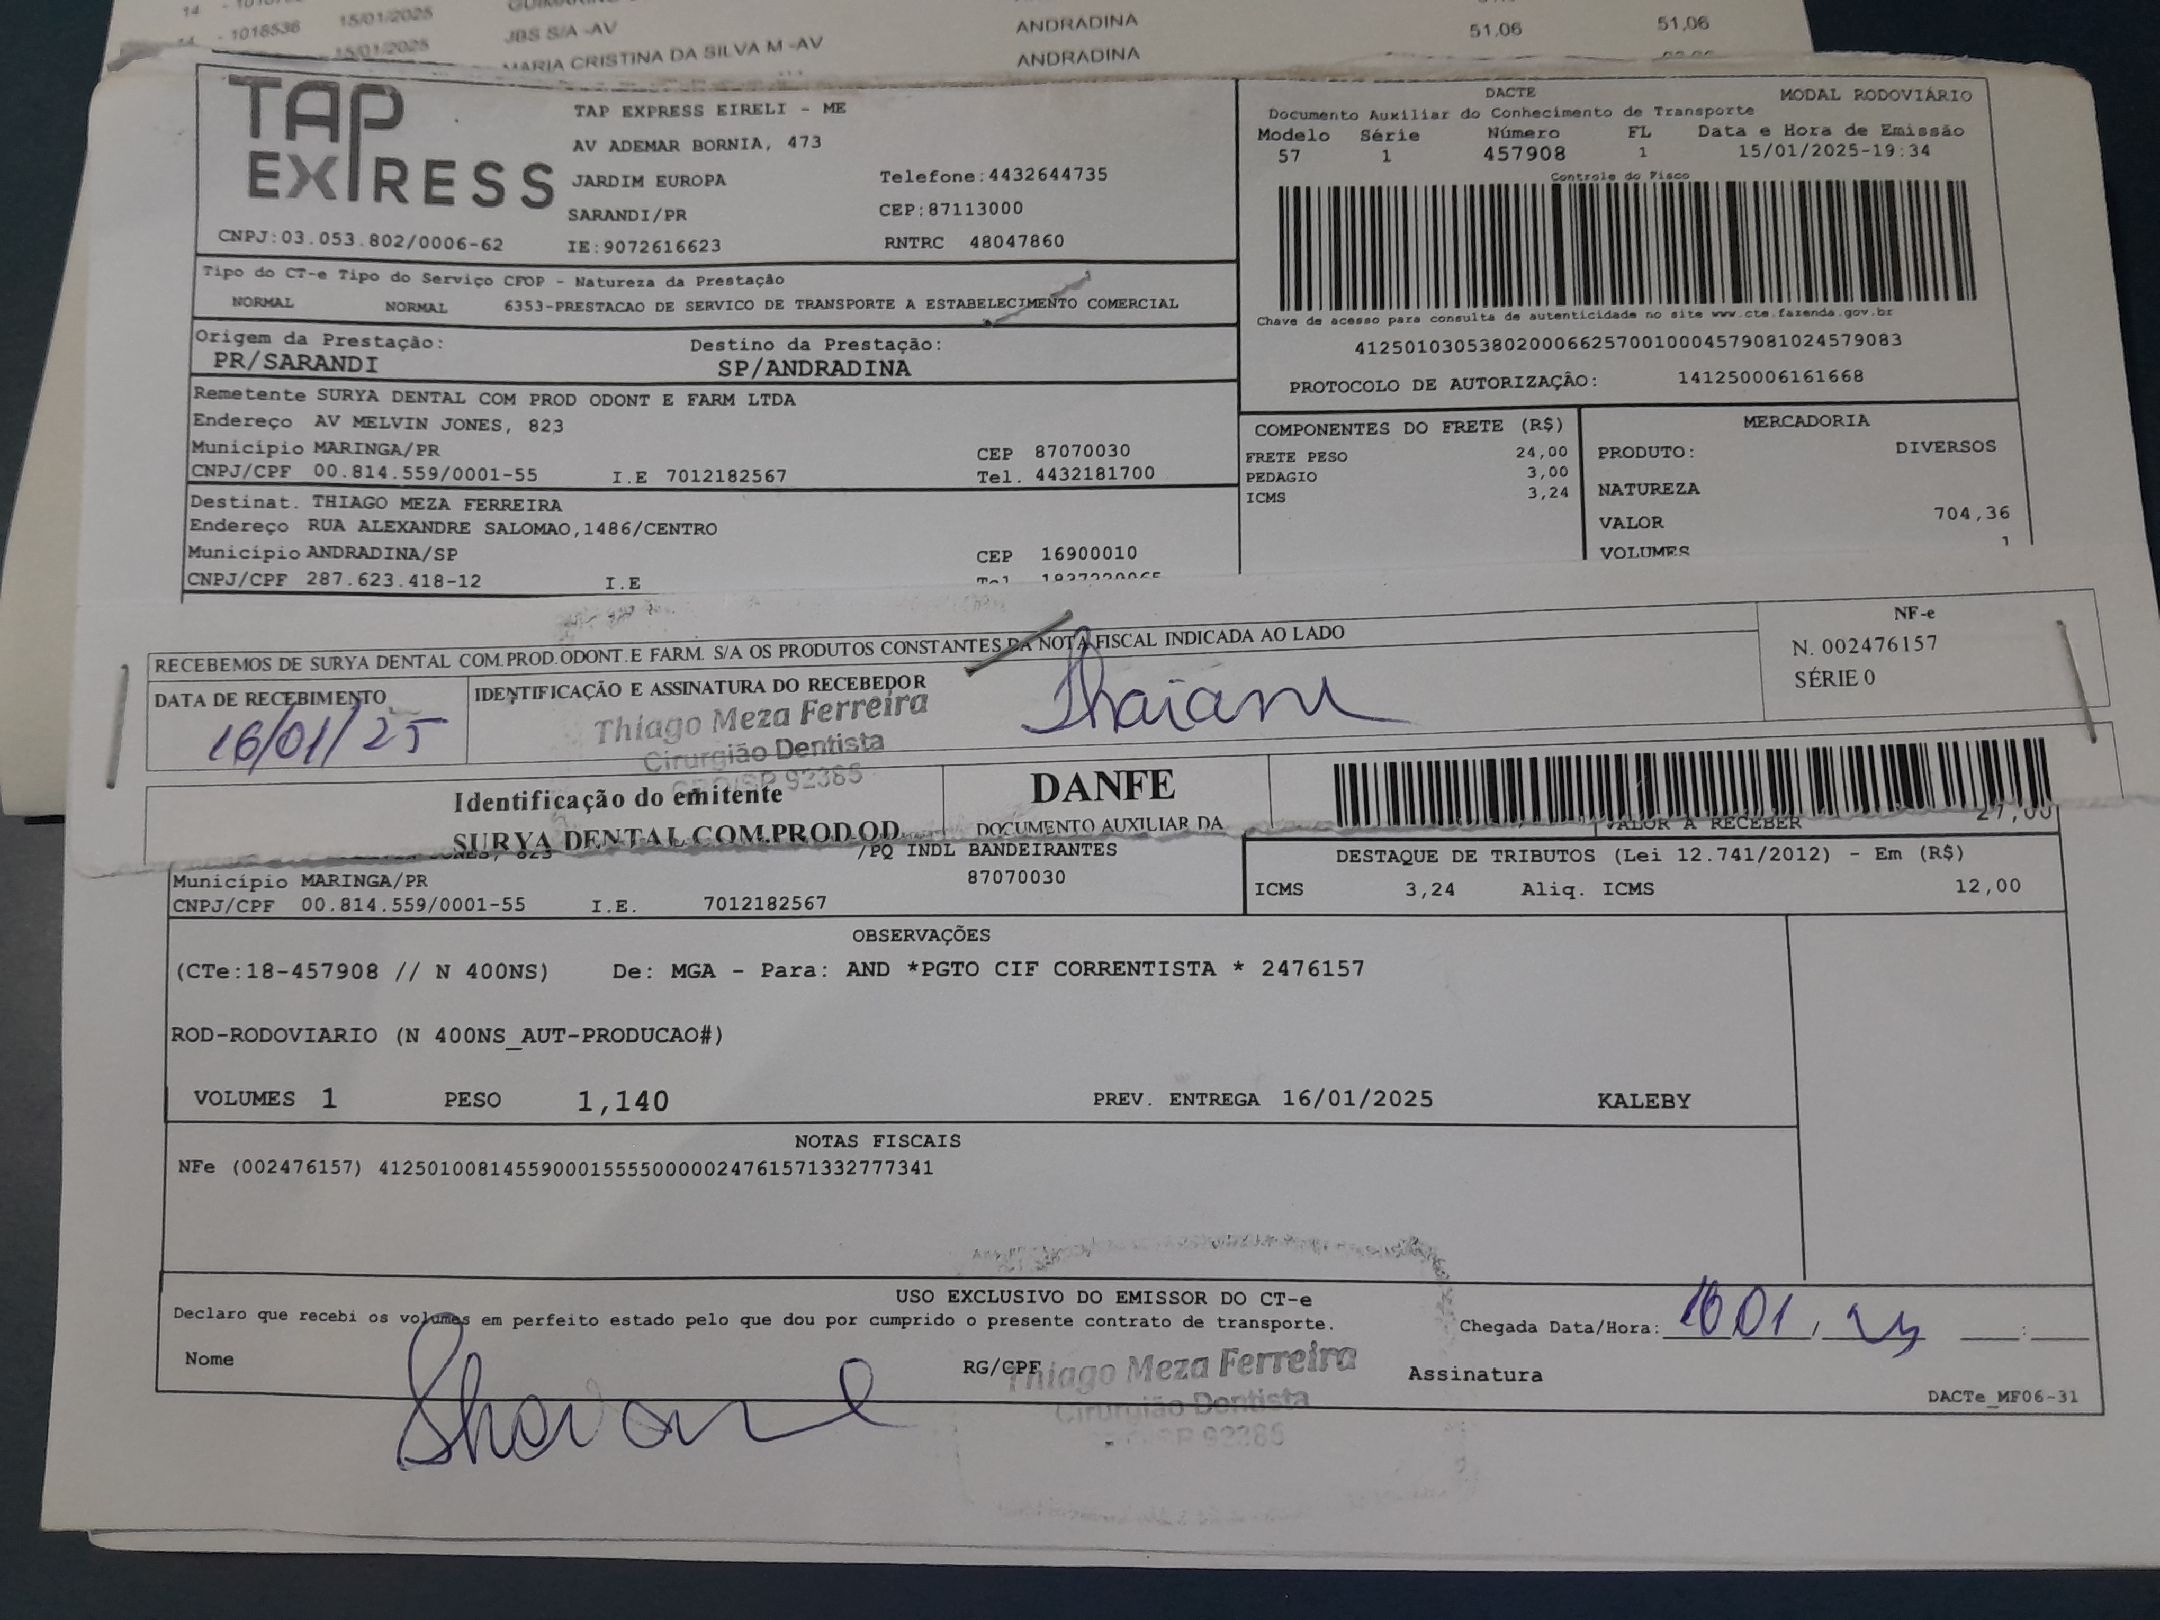 - 1018536 15/01/2025 JBS S/A -AV ANDRADINA 51,06 51,06
15/01/2025 MARIA CRISTINA DA SILVA M -AV ANDRADINA
TAP EXPRESS
TAP EXPRESS EIRELI - ME
AV ADEMAR BORNIA, 473
JARDIM EUROPA Telefone:4432644735
SARANDI/PR CEP:87113000
CNPJ:03.053.802/0006-62 IE:9072616623 RNTRC 48047860
DACTE MODAL RODOVIÁRIO
Documento Auxiliar do Conhecimento de Transporte
Modelo Série Número FL Data e Hora de Emissão
57 1 457908 1 15/01/2025-19:34
Controle do Fisco
Chave de acesso para consulta de autenticidade no site www.cte.fazenda.gov.br
41250103053802000662570010004579081024579083
PROTOCOLO DE AUTORIZAÇÃO: 141250006161668
Tipo do CT-e Tipo do Serviço CFOP - Natureza da Prestação
NORMAL NORMAL 6353-PRESTACAO DE SERVICO DE TRANSPORTE A ESTABELECIMENTO COMERCIAL
Origem da Prestação: Destino da Prestação:
PR/SARANDI SP/ANDRADINA
Remetente SURYA DENTAL COM PROD ODONT E FARM LTDA
Endereço AV MELVIN JONES, 823
Município MARINGA/PR CEP 87070030
CNPJ/CPF 00.814.559/0001-55 I.E 7012182567 Tel. 4432181700
Destinat. THIAGO MEZA FERREIRA
Endereço RUA ALEXANDRE SALOMAO,1486/CENTRO
Município ANDRADINA/SP CEP 16900010
CNPJ/CPF 287.623.418-12 I.E Tel
COMPONENTES DO FRETE (R$)
FRETE PESO 24,00
PEDAGIO 3,00
ICMS 3,24
MERCADORIA
PRODUTO: DIVERSOS
NATUREZA
VALOR 704,36
VOLUMES 1
RECEBEMOS DE SURYA DENTAL COM.PROD.ODONT.E FARM. S/A OS PRODUTOS CONSTANTES DA NOTA FISCAL INDICADA AO LADO
NF-e
N. 002476157
SÉRIE 0
DATA DE RECEBIMENTO IDENTIFICAÇÃO E ASSINATURA DO RECEBEDOR
16/01/25
Thiago Meza Ferreira
Cirurgião Dentista
CRO/SP 92385
Thaiane
Identificação do emitente DANFE
SURYA DENTAL COM.PROD.OD DOCUMENTO AUXILIAR DA
VALOR A RECEBER 27,00
/PQ INDL BANDEIRANTES
Município MARINGA/PR 87070030
CNPJ/CPF 00.814.559/0001-55 I.E. 7012182567
DESTAQUE DE TRIBUTOS (Lei 12.741/2012) - Em (R$)
ICMS 3,24 Aliq. ICMS 12,00
OBSERVAÇÕES
(CTe:18-457908 // N 400NS) De: MGA - Para: AND *PGTO CIF CORRENTISTA * 2476157
ROD-RODOVIARIO (N 400NS_AUT-PRODUCAO#)
VOLUMES 1 PESO 1,140 PREV. ENTREGA 16/01/2025 KALEBY
NOTAS FISCAIS
NFe (002476157) 41250100814559000155550000024761571332777341
USO EXCLUSIVO DO EMISSOR DO CT-e
Declaro que recebi os volumes em perfeito estado pelo que dou por cumprido o presente contrato de transporte.
Chegada Data/Hora: 16 01, 25 :
Nome RG/CPF Assinatura
Thiago Meza Ferreira
Cirurgião Dentista
DACTe_MF06-31